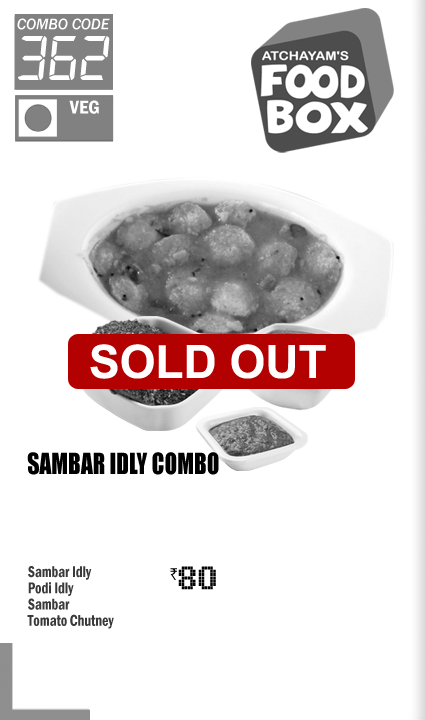 COMBO CODE
362
VEG
ATCHAYAM'S
FOOD
BOX
SOLD OUT
SAMBAR IDLY COMBO
Sambar Idly
Podi Idly
Sambar
Tomato Chutney
₹80